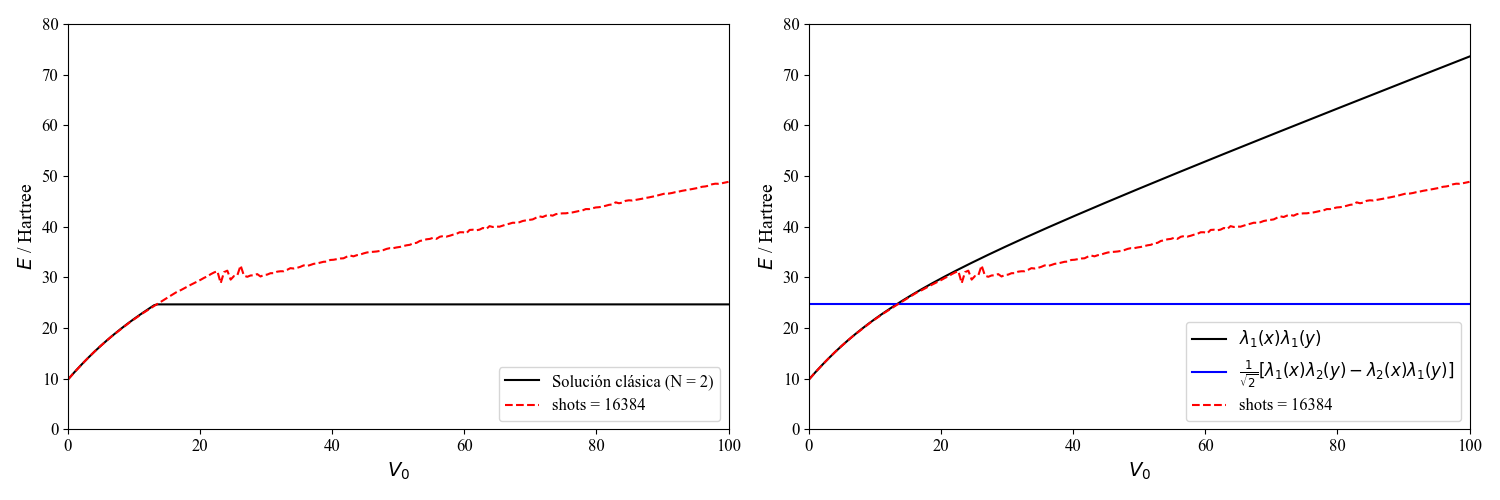 80
70
60
50
40
30
20
10
0
E / Hartree
0 20 40 60 80 100
V₀
Solución clásica (N = 2)
shots = 16384
80
70
60
50
40
30
20
10
0
E / Hartree
0 20 40 60 80 100
V₀
λ₁(x)λ₁(y)
1/√2 [λ₁(x)λ₂(y) − λ₂(x)λ₁(y)]
shots = 16384